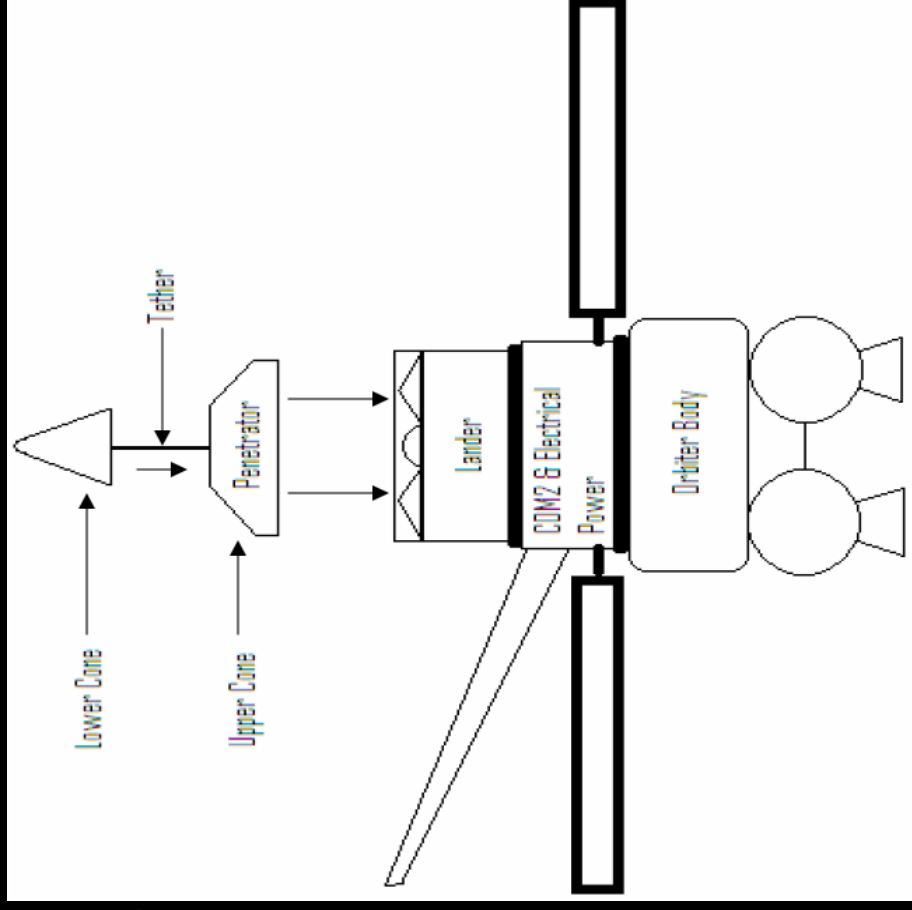 Lower Cone
Tether
Upper Cone
Penetrator
Lander
COM2 & Electrical
Power
Orbiter Body